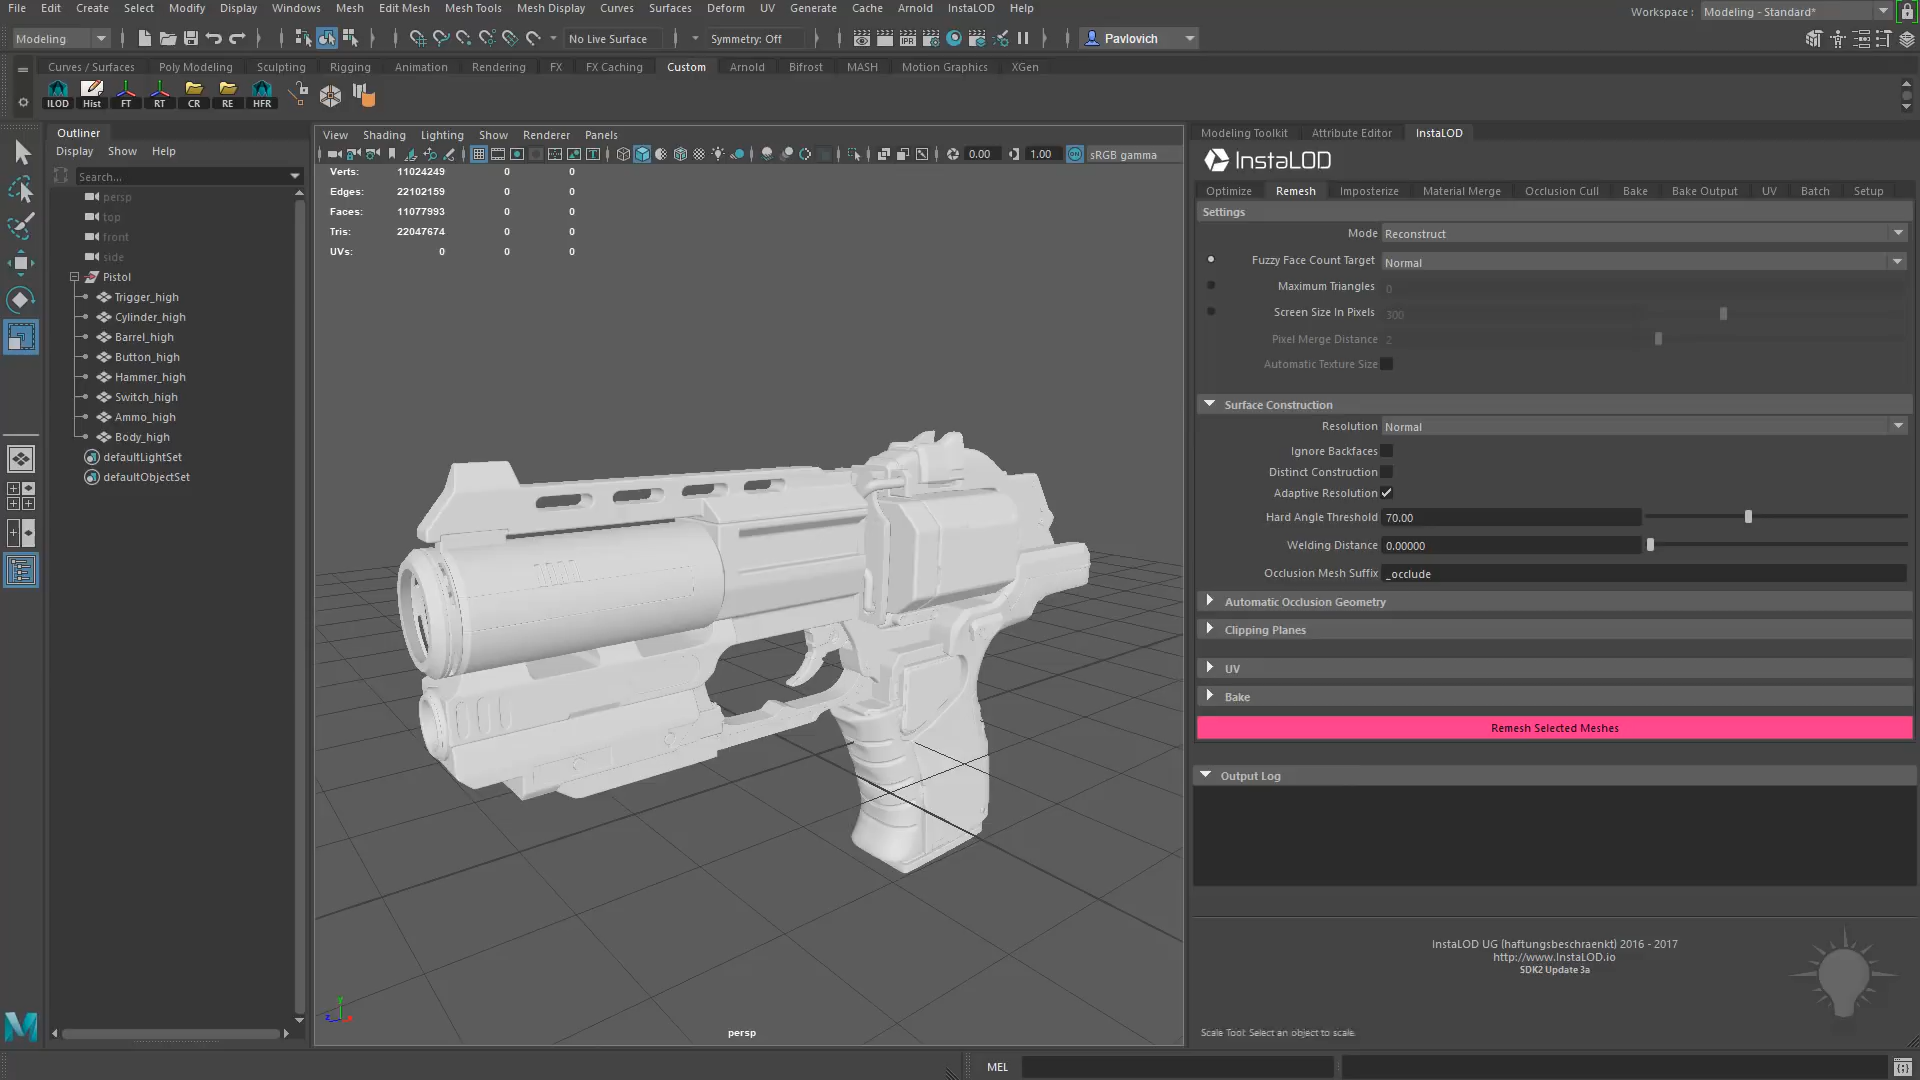 File Edit Create Select Modify Display Windows Mesh Edit Mesh Mesh Tools Mesh Display Curves Surfaces Deform UV Generate Cache Arnold InstaLOD Help
Workspace : Modeling - Standard*
Modeling No Live Surface Symmetry: Off IPR Pavlovich
Curves / Surfaces Poly Modeling Sculpting Rigging Animation Rendering FX FX Caching Custom Arnold Bifrost MASH Motion Graphics XGen
ILOD Hist FT RT CR RE HFR
Outliner
Display Show Help
Search...
persp
top
front
side
Pistol
Trigger_high
Cylinder_high
Barrel_high
Button_high
Hammer_high
Switch_high
Ammo_high
Body_high
defaultLightSet
defaultObjectSet
View Shading Lighting Show Renderer Panels
0.00 1.00 ON sRGB gamma
Verts: 11024249 0 0
Edges: 22102159 0 0
Faces: 11077993 0 0
Tris: 22047674 0 0
UVs: 0 0 0
y
z
x
persp
Modeling Toolkit Attribute Editor InstaLOD
InstaLOD
Optimize Remesh Imposterize Material Merge Occlusion Cull Bake Bake Output UV Batch Setup
Settings
Mode Reconstruct
Fuzzy Face Count Target Normal
Maximum Triangles 0
Screen Size In Pixels 300
Pixel Merge Distance 2
Automatic Texture Size
Surface Construction
Resolution Normal
Ignore Backfaces
Distinct Construction
Adaptive Resolution
Hard Angle Threshold 70.00
Welding Distance 0.00000
Occlusion Mesh Suffix _occlude
Automatic Occlusion Geometry
Clipping Planes
UV
Bake
Remesh Selected Meshes
Output Log
InstaLOD UG (haftungsbeschraenkt) 2016 - 2017
http://www.InstaLOD.io
SDK2 Update 3a
Scale Tool: Select an object to scale.
MEL